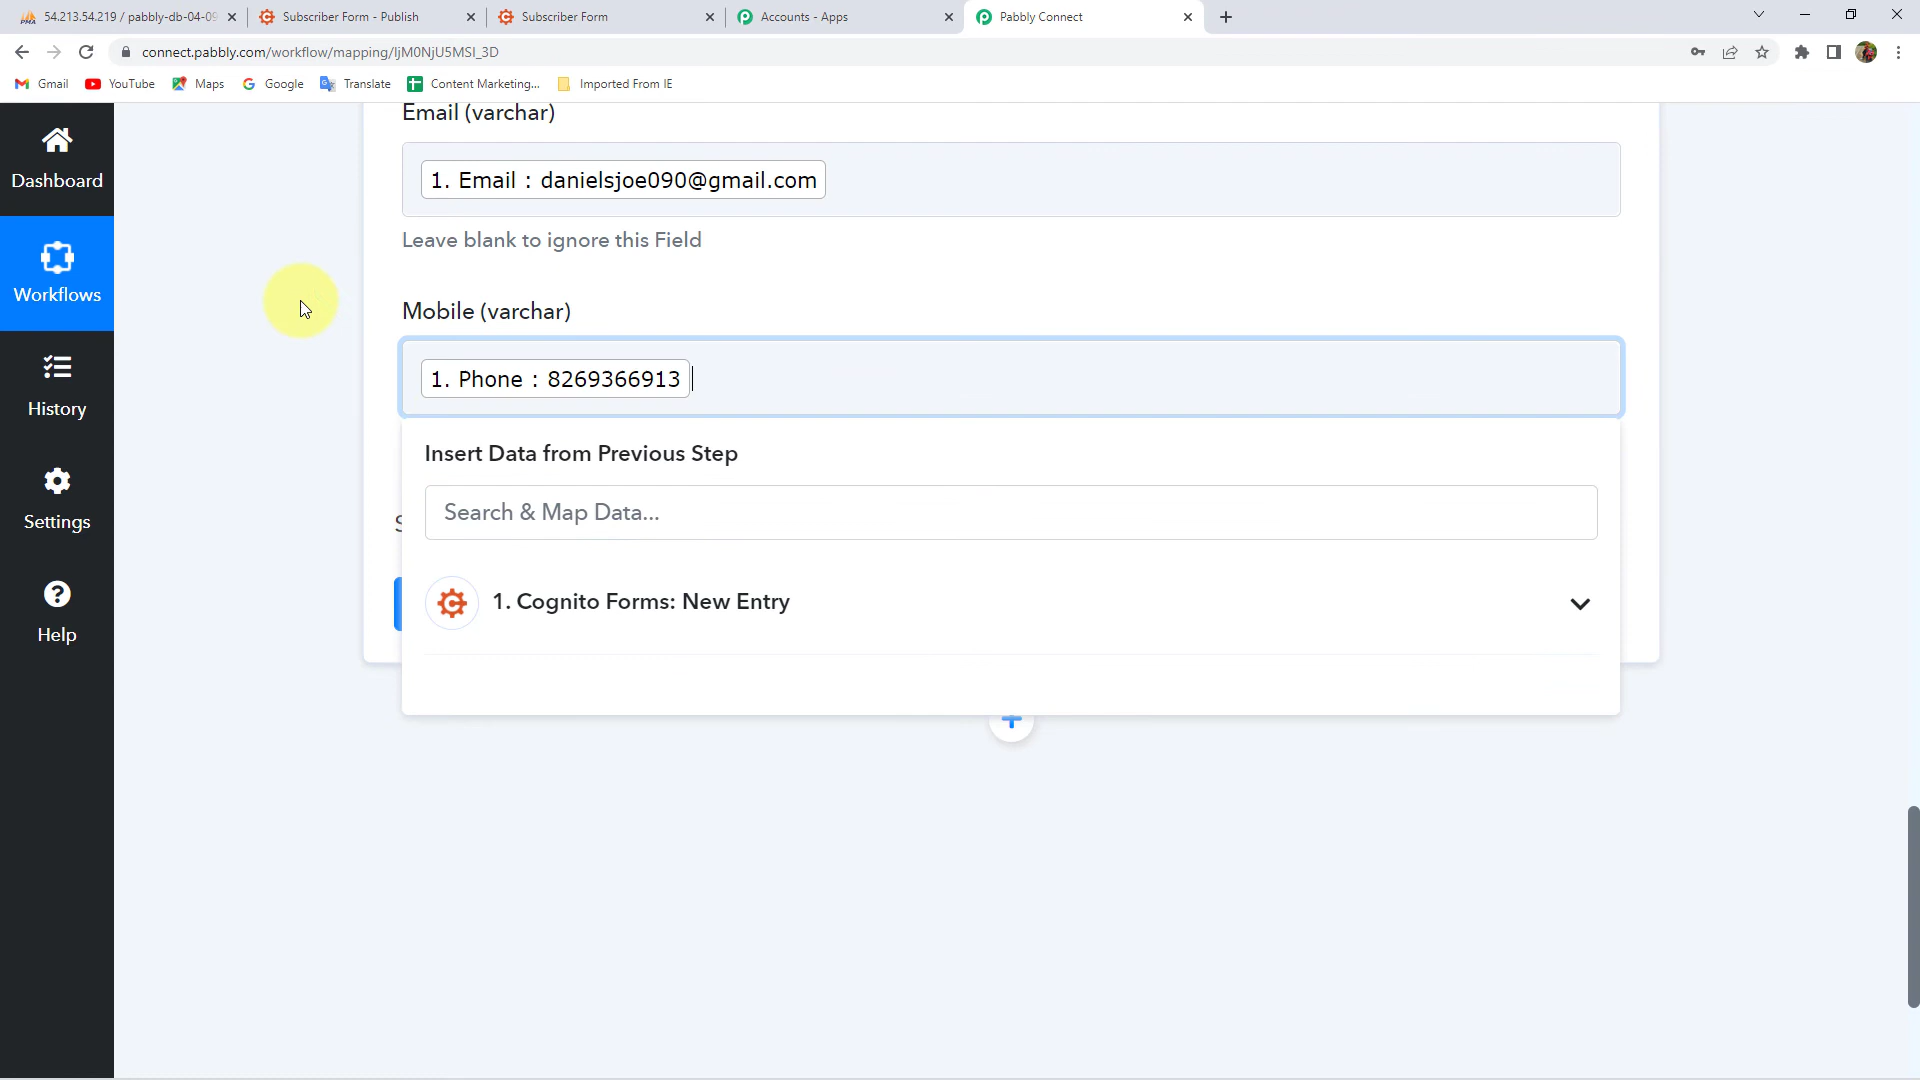 54.213.54.219 / pabbly-db-04-09
Subscriber Form - Publish
Subscriber Form
Accounts - Apps
Pabbly Connect
connect.pabbly.com/workflow/mapping/IjM0NjU5MSI_3D
Gmail
YouTube
Maps
Google
Translate
Content Marketing...
Imported From IE
Dashboard
Workflows
History
Settings
Help
Email (varchar)
1. Email : danielsjoe090@gmail.com
Leave blank to ignore this Field
Mobile (varchar)
1. Phone : 8269366913
Insert Data from Previous Step
Search & Map Data...
1. Cognito Forms: New Entry